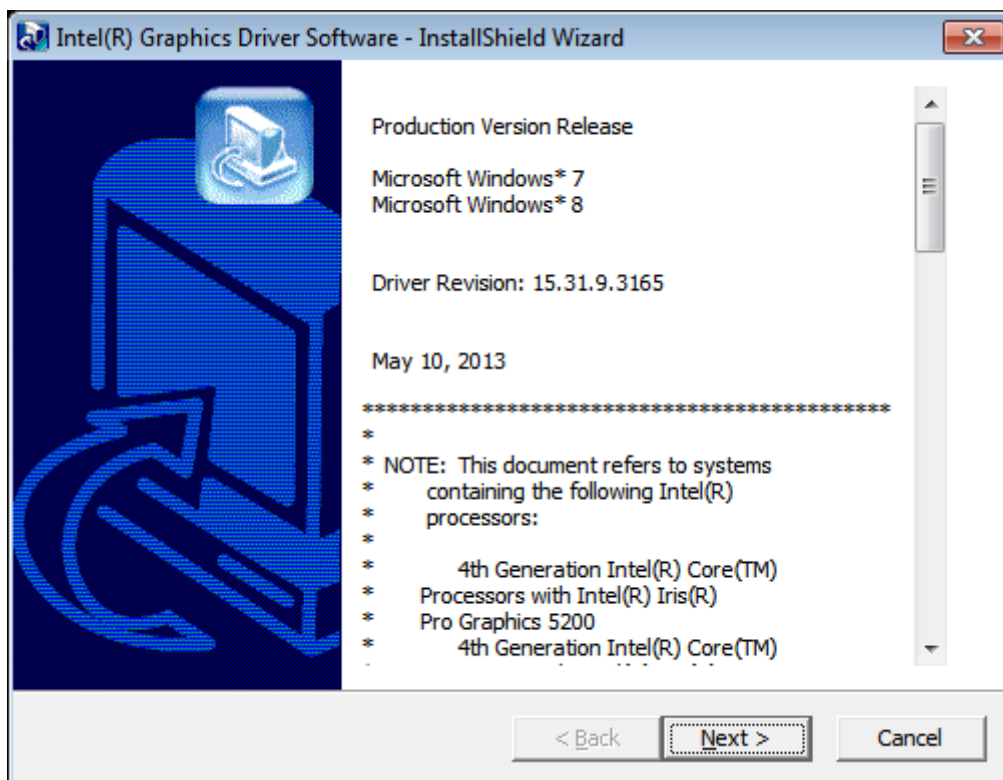 Intel(R) Graphics Driver Software - InstallShield Wizard
Production Version Release
Microsoft Windows* 7
Microsoft Windows* 8
Driver Revision: 15.31.9.3165
May 10, 2013
********************************************
*
* NOTE: This document refers to systems
* containing the following Intel(R)
* processors:
*
* 4th Generation Intel(R) Core(TM)
* Processors with Intel(R) Iris(R)
* Pro Graphics 5200
* 4th Generation Intel(R) Core(TM)
< Back
Next >
Cancel